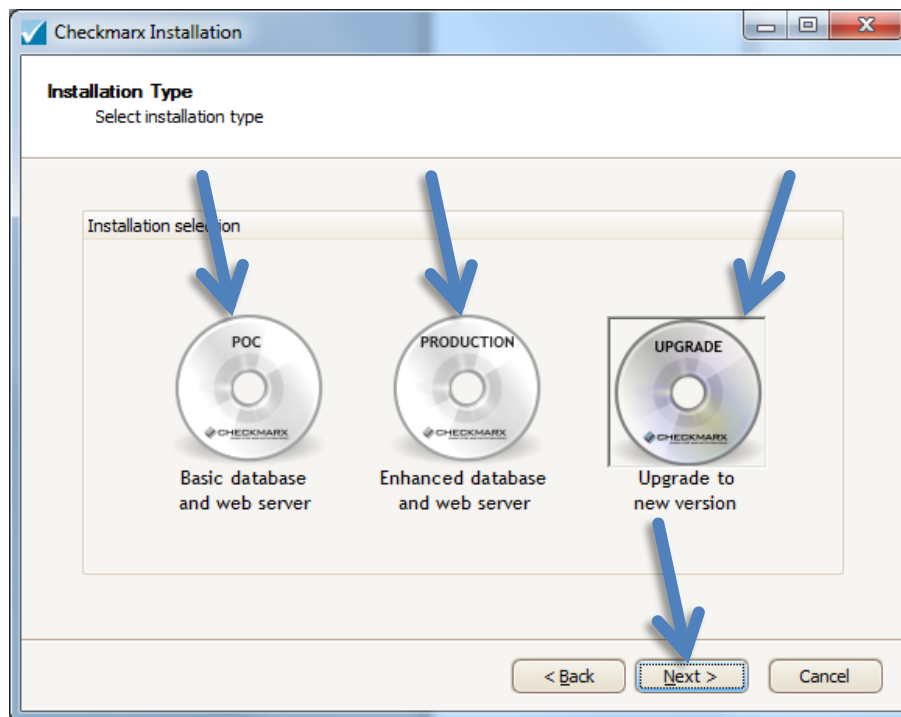 Checkmarx Installation
Installation Type
Select installation type
Installation selection
POC
CHECKMARX
Basic database
and web server
PRODUCTION
CHECKMARX
Enhanced database
and web server
UPGRADE
CHECKMARX
Upgrade to
new version
< Back
Next >
Cancel